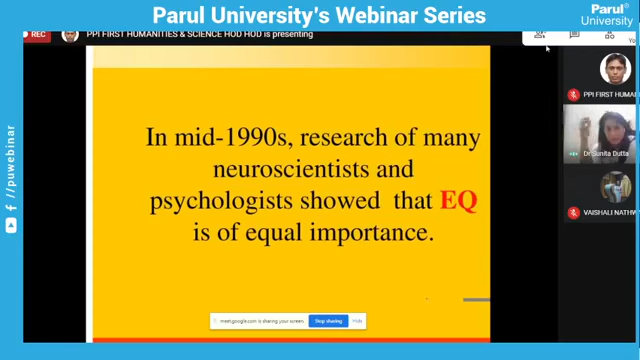 Parul University's Webinar Series
Parul®
University
REC
PPI FIRST HUMANITIES & SCIENCE HOD HOD is presenting
Yo
In mid-1990s, research of many
neuroscientists and
psychologists showed that EQ
is of equal importance.
PPI FIRST HUMAN
Dr Sunita Dutta
VAISHALI NATHW
meet.google.com is sharing your screen.
Stop sharing
Hide
/puwebinar